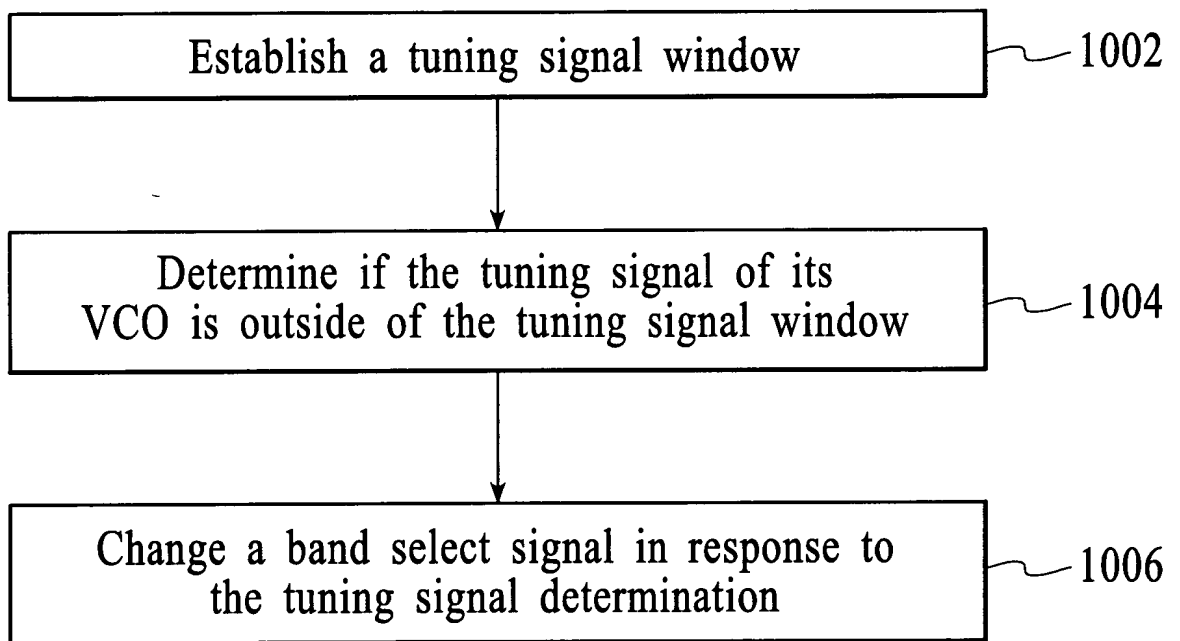 Establish a tuning signal window
1002
Determine if the tuning signal of its
VCO is outside of the tuning signal window
1004
Change a band select signal in response to
the tuning signal determination
1006